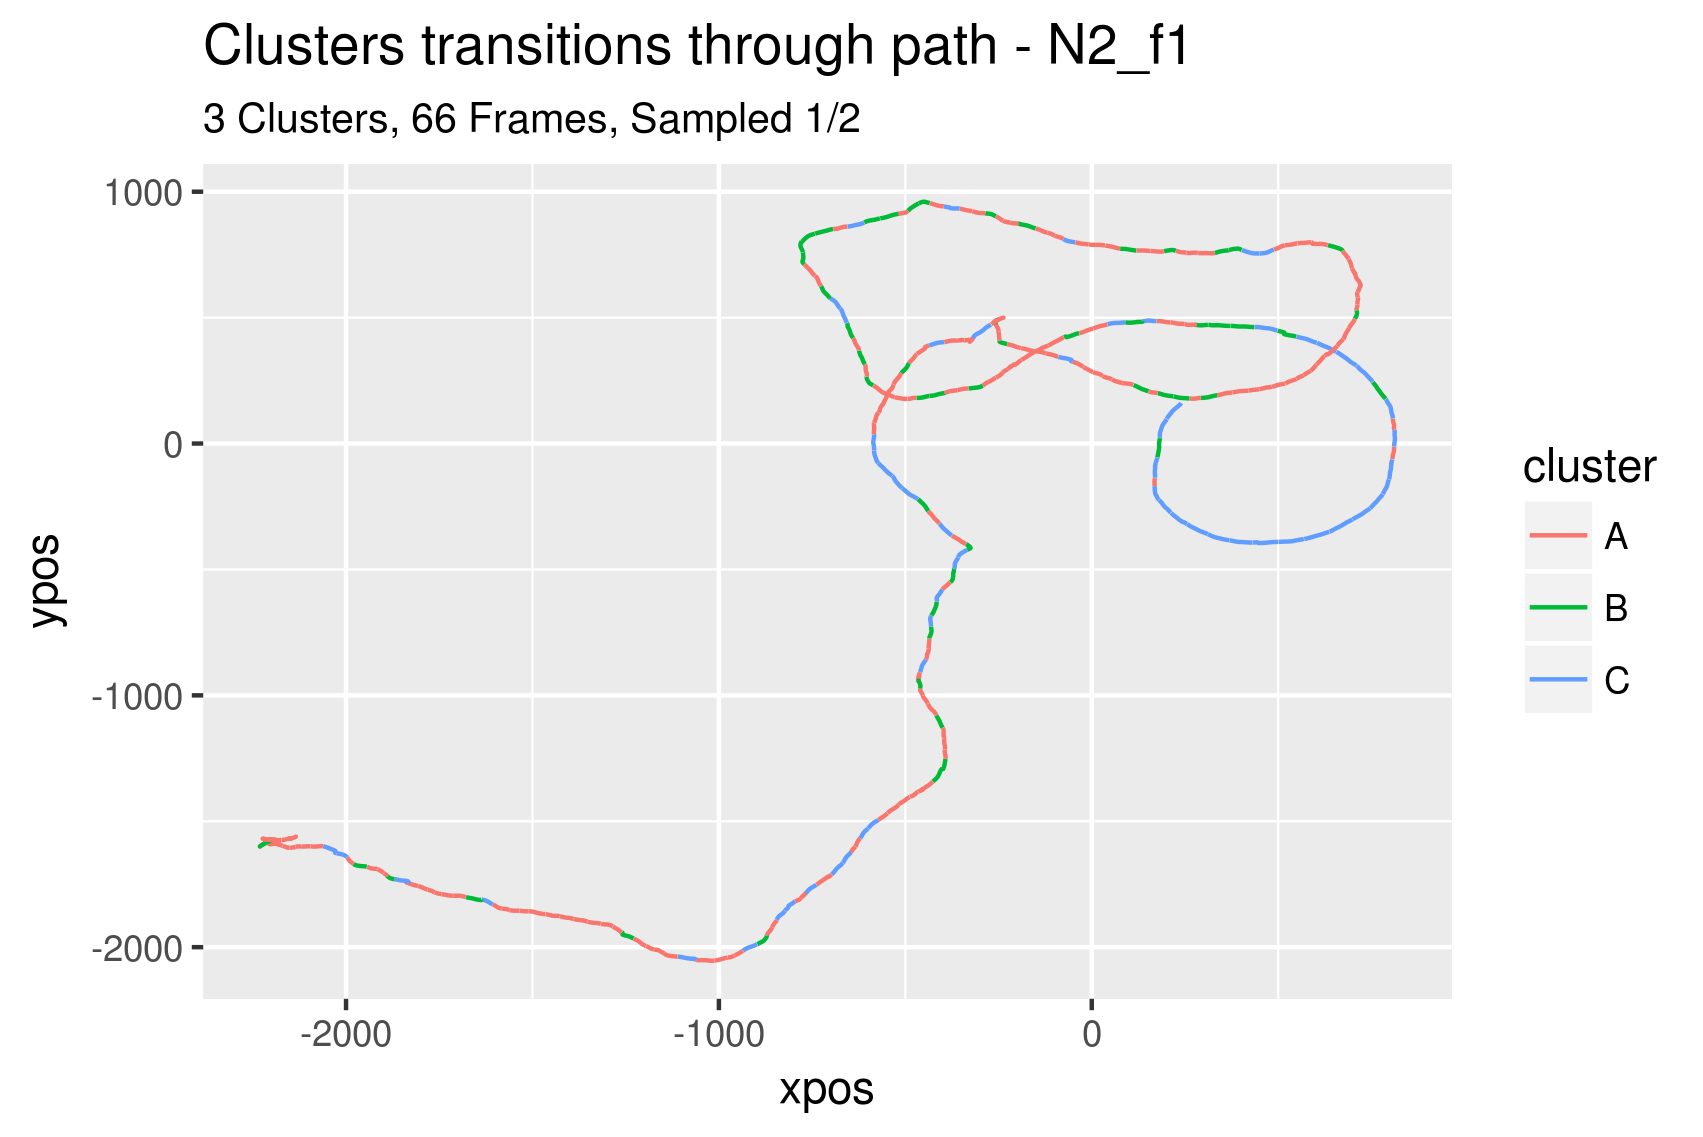 Clusters transitions through path - N2_f1
3 Clusters, 66 Frames, Sampled 1/2
1000
0
-1000
-2000
ypos
-2000
-1000
0
xpos
cluster
A
B
C